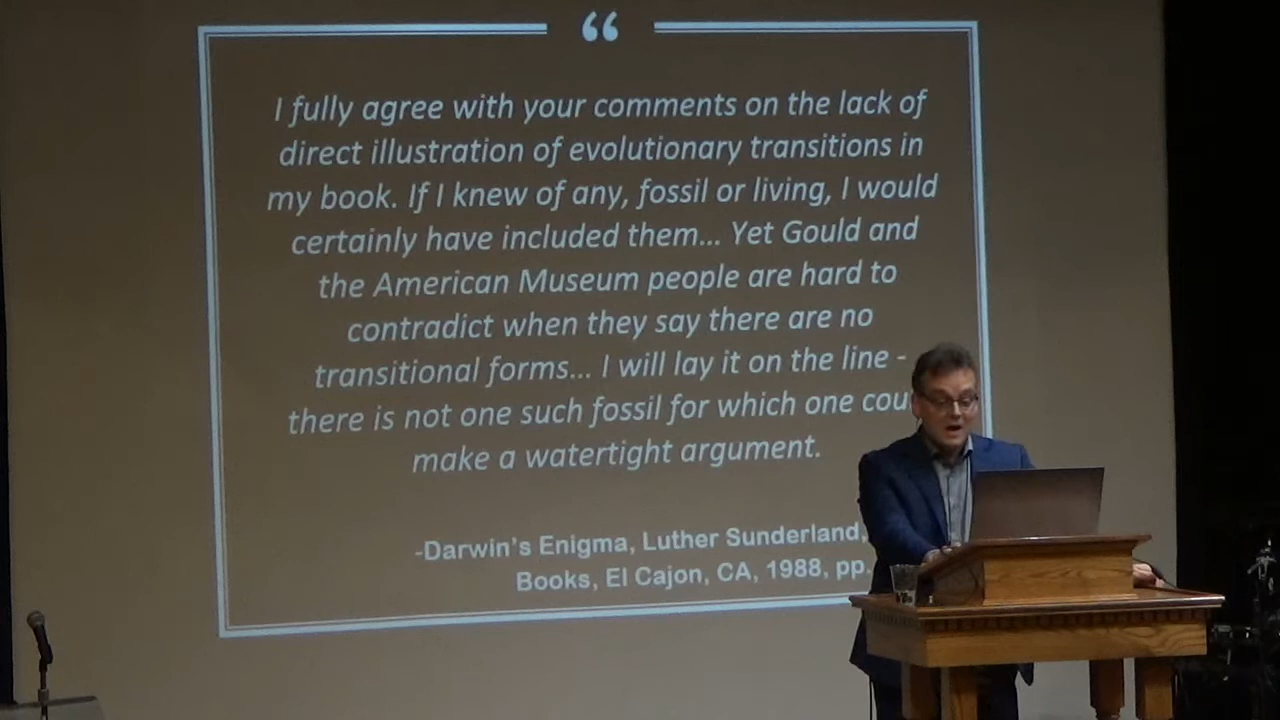 “
I fully agree with your comments on the lack of
direct illustration of evolutionary transitions in
my book. If I knew of any, fossil or living, I would
certainly have included them... Yet Gould and
the American Museum people are hard to
contradict when they say there are no
transitional forms... I will lay it on the line -
there is not one such fossil for which one
make a watertight argument.
-Darwin's Enigma, Luther Sunderland,
Books, El Cajon, CA, 1988, pp.